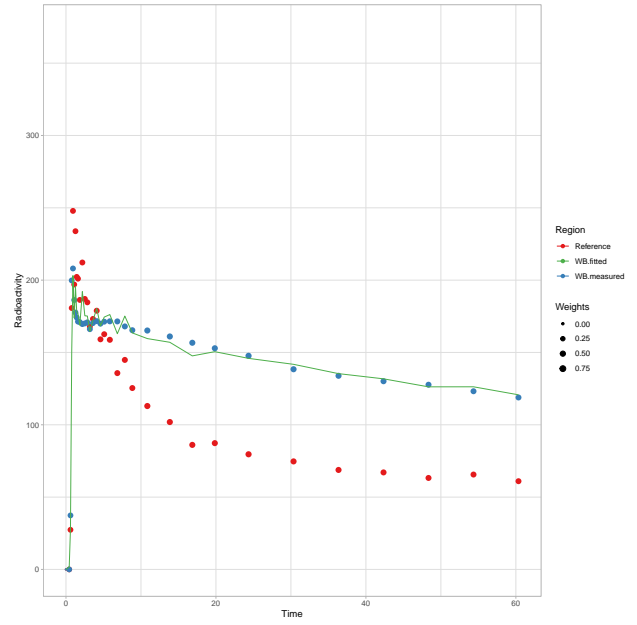 300
200
100
0
0
20
40
60
Time
Radioactivity
Region
Reference
WB.fitted
WB.measured
Weights
0.00
0.25
0.50
0.75